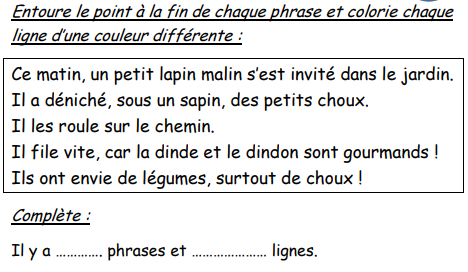 Entoure le point à la fin de chaque phrase et colorie chaque
ligne d'une couleur différente :
Ce matin, un petit lapin malin s'est invité dans le jardin.
Il a déniché, sous un sapin, des petits choux.
Il les roule sur le chemin.
Il file vite, car la dinde et le dindon sont gourmands !
Ils ont envie de légumes, surtout de choux !
Complète :
Il y a …………. phrases et ………………… lignes.